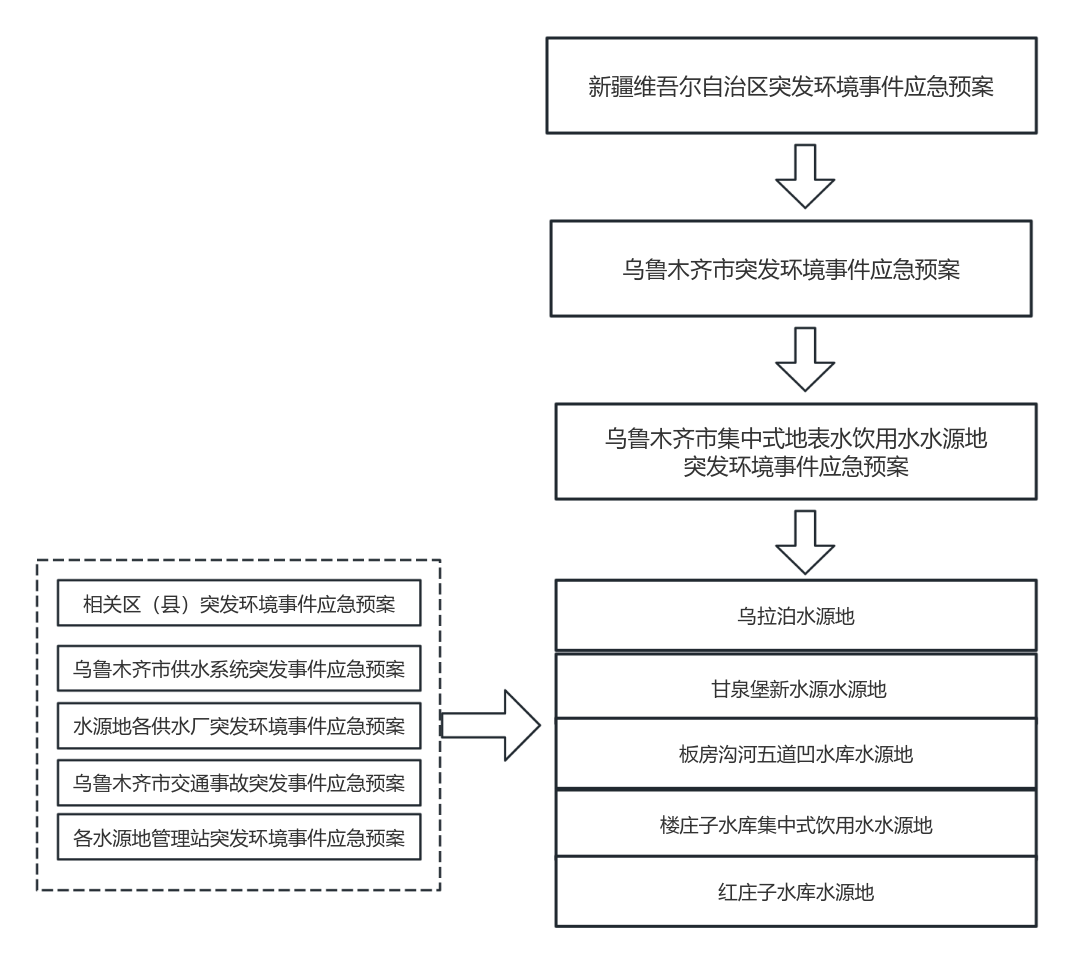 新疆维吾尔自治区突发环境事件应急预案
乌鲁木齐市突发环境事件应急预案
乌鲁木齐市集中式地表水饮用水水源地
突发环境事件应急预案
相关区（县）突发环境事件应急预案
乌鲁木齐市供水系统突发事件应急预案
水源地各供水厂突发环境事件应急预案
乌鲁木齐市交通事故突发事件应急预案
各水源地管理站突发环境事件应急预案
乌拉泊水源地
甘泉堡新水源水源地
板房沟河五道凹水库水源地
楼庄子水库集中式饮用水水源地
红庄子水库水源地